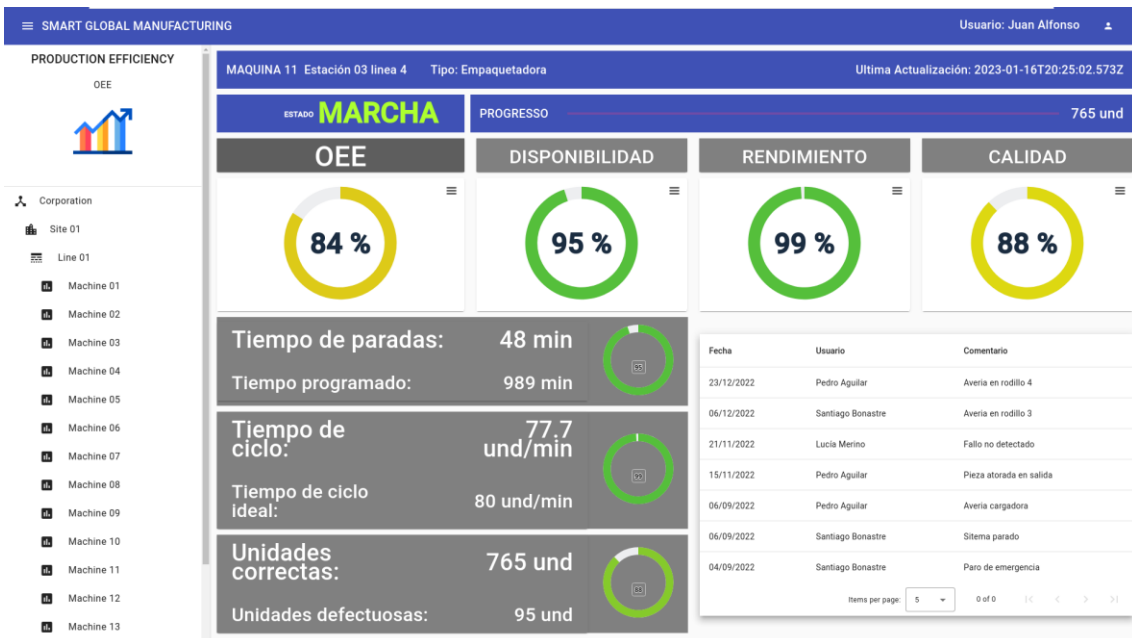 SMART GLOBAL MANUFACTURING
Usuario: Juan Alfonso
PRODUCTION EFFICIENCY
OEE
Corporation
Site 01
Line 01
Machine 01
Machine 02
Machine 03
Machine 04
Machine 05
Machine 06
Machine 07
Machine 08
Machine 09
Machine 10
Machine 11
Machine 12
Machine 13
MAQUINA 11 Estación 03 linea 4 Tipo: Empaquetadora Ultima Actualización: 2023-01-16T20:25:02.573Z
ESTADO MARCHA
PROGRESSO 765 und
OEE
84 %
DISPONIBILIDAD
95 %
RENDIMIENTO
99 %
CALIDAD
88 %
Tiempo de paradas: 48 min
Tiempo programado: 989 min
95
Tiempo de
ciclo:
77.7
und/min
Tiempo de ciclo
ideal:
80 und/min
99
Unidades
correctas:
765 und
Unidades defectuosas: 95 und
88
Fecha Usuario Comentario
23/12/2022 Pedro Aguilar Averia en rodillo 4
06/12/2022 Santiago Bonastre Averia en rodillo 3
21/11/2022 Lucia Merino Fallo no detectado
15/11/2022 Pedro Aguilar Pieza atorada en salida
06/09/2022 Pedro Aguilar Averia cargadora
06/09/2022 Santiago Bonastre Sitema parado
04/09/2022 Santiago Bonastre Paro de emergencia
Items per page: 5 0 of 0